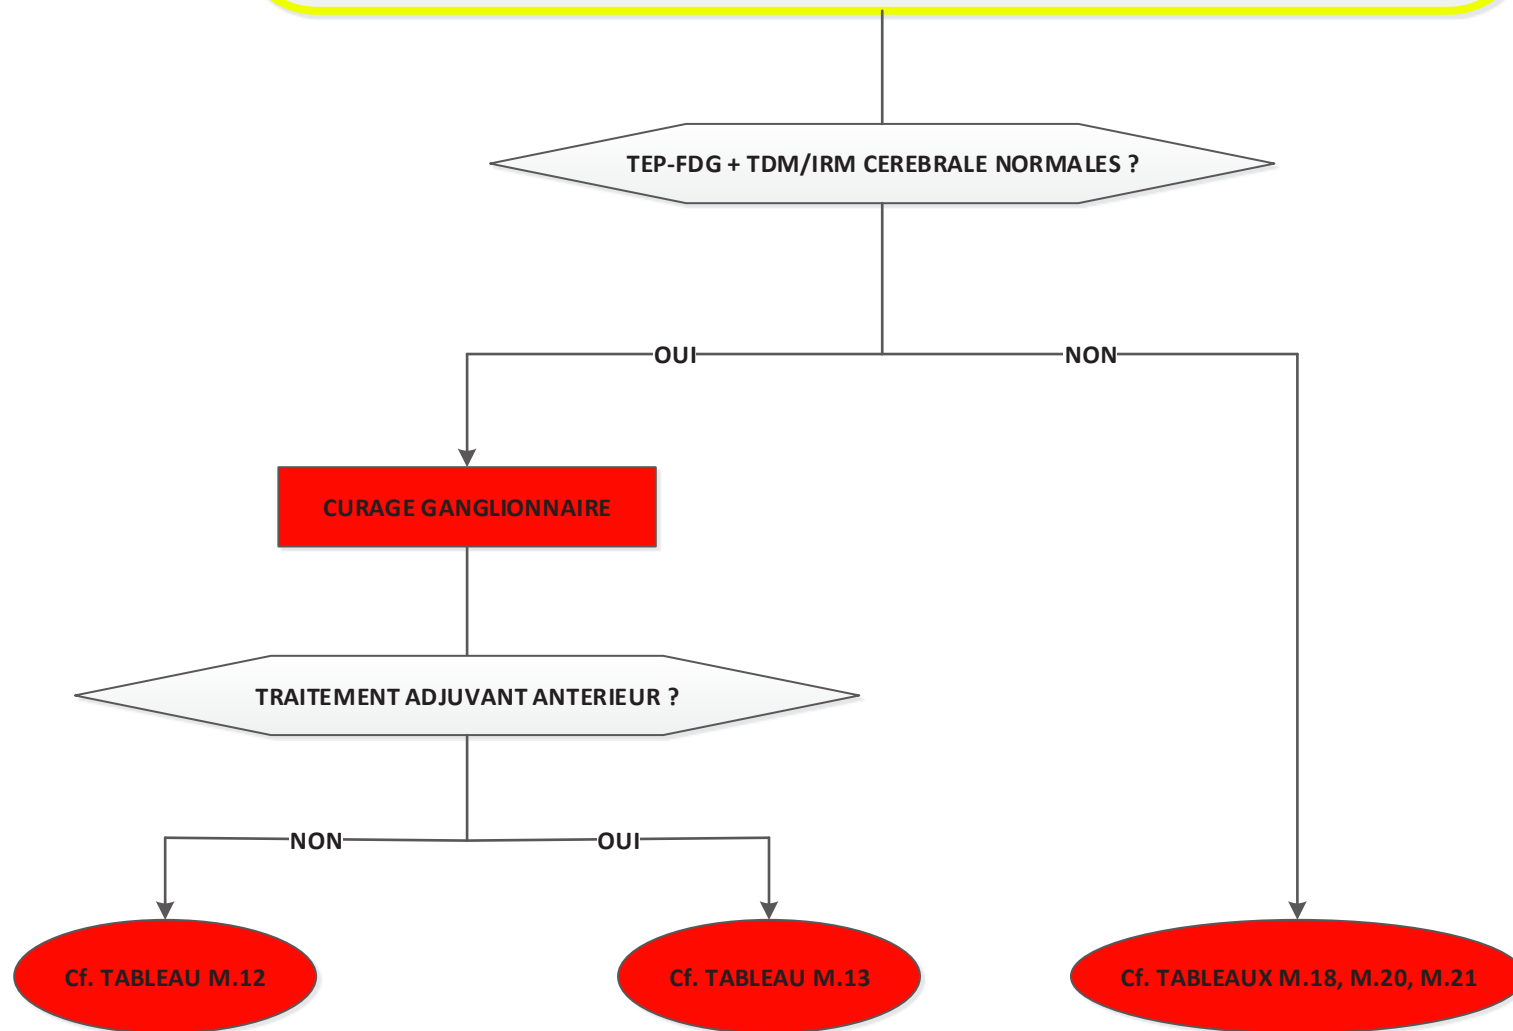 TEP-FDG + TDM/IRM CEREBRALE NORMALES ?
OUI
NON
CURAGE GANGLIONNAIRE
TRAITEMENT ADJUVANT ANTERIEUR ?
NON
OUI
Cf. TABLEAU M.12
Cf. TABLEAU M.13
Cf. TABLEAUX M.18, M.20, M.21